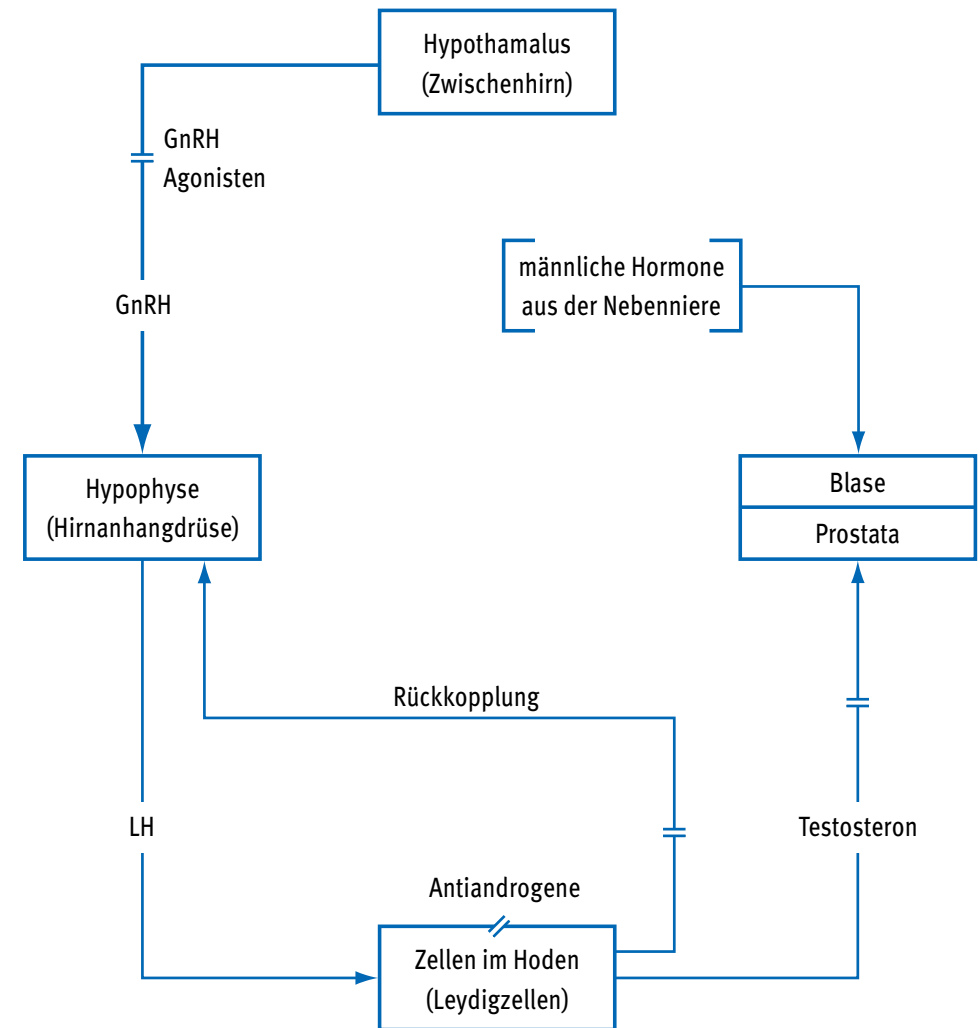 Hypothamalus
(Zwischenhirn)
GnRH
Agonisten
männliche Hormone
aus der Nebenniere
GnRH
Hypophyse
(Hirnanhangdrüse)
Blase
Prostata
Rückkopplung
LH
Testosteron
Antiandrogene
Zellen im Hoden
(Leydigzellen)